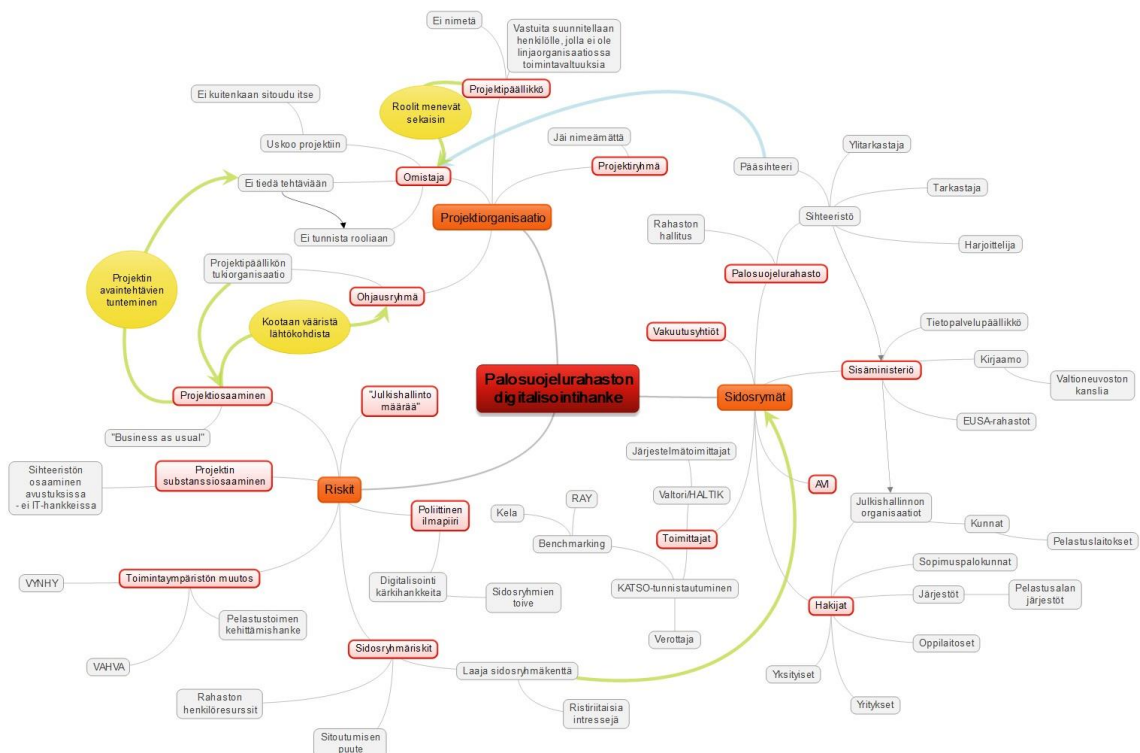 Ei nimetä
Vastuita suunnitellaan
henkilölle, jolla ei ole
linjaorganisaatiossa
toimintavaltuuksia
Projektipäällikkö
Ei kuitenkaan sitoudu itse
Roolit menevät
sekaisin
Uskoo projektiin
Jäi nimeämättä
Projektiryhmä
Omistaja
Ei tiedä tehtäviään
Ei tunnista rooliaan
Projektiorganisaatio
Projektipäällikön
tukiorganisaatio
Ohjausryhmä
Projektin
avaintehtävien
tunteminen
Kootaan vääristä
lähtökohdista
Pääsihteeri
Ylitarkastaja
Tarkastaja
Sihteeristö
Harjoittelija
Rahaston
hallitus
Palosuojelurahasto
Vakuutusyhtiöt
Tietopalvelupäällikkö
Kirjaamo
Sisäministeriö
Valtioneuvoston
kanslia
EUSA-rahastot
Palosuojelurahaston
digitalisointihanke
Sidosrymät
Projektiosaaminen
"Business as usual"
"Julkishallinto
määrää"
Sihteeristön
osaaminen
avustuksissa
- ei IT-hankkeissa
Projektin
substanssiosaaminen
Riskit
Poliittinen
ilmapiiri
Järjestelmätoimittajat
Valtori/HALTIK
RAY
Kela
Benchmarking
Toimittajat
KATSO-tunnistautuminen
Verottaja
AVI
Julkishallinnon
organisaatiot
Kunnat
Pelastuslaitokset
Sopimuspalokunnat
Järjestöt
Pelastusalan
järjestöt
Hakijat
Oppilaitoset
Yksityiset
Yritykset
VYNHY
Toimintaympäristön muutos
Pelastustoimen
kehittämishanke
VAHVA
Digitalisointi
kärkihankkeita
Sidosryhmien
toive
Sidosryhmäriskit
Laaja sidosryhmäkenttä
Rahaston
henkilöresurssit
Ristiriitaisia
intressejä
Sitoutumisen
puute